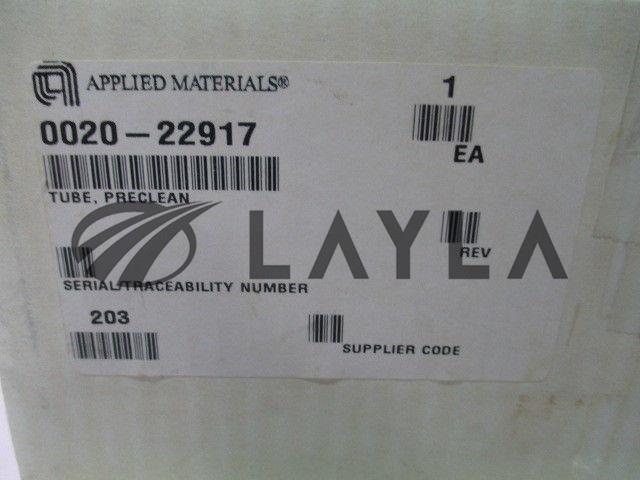 APPLIED MATERIALS®
1
0020-22917
EA
TUBE, PRECLEAN
LAYLA
REV
SERIAL/TRACEABILITY NUMBER
203
SUPPLIER CODE